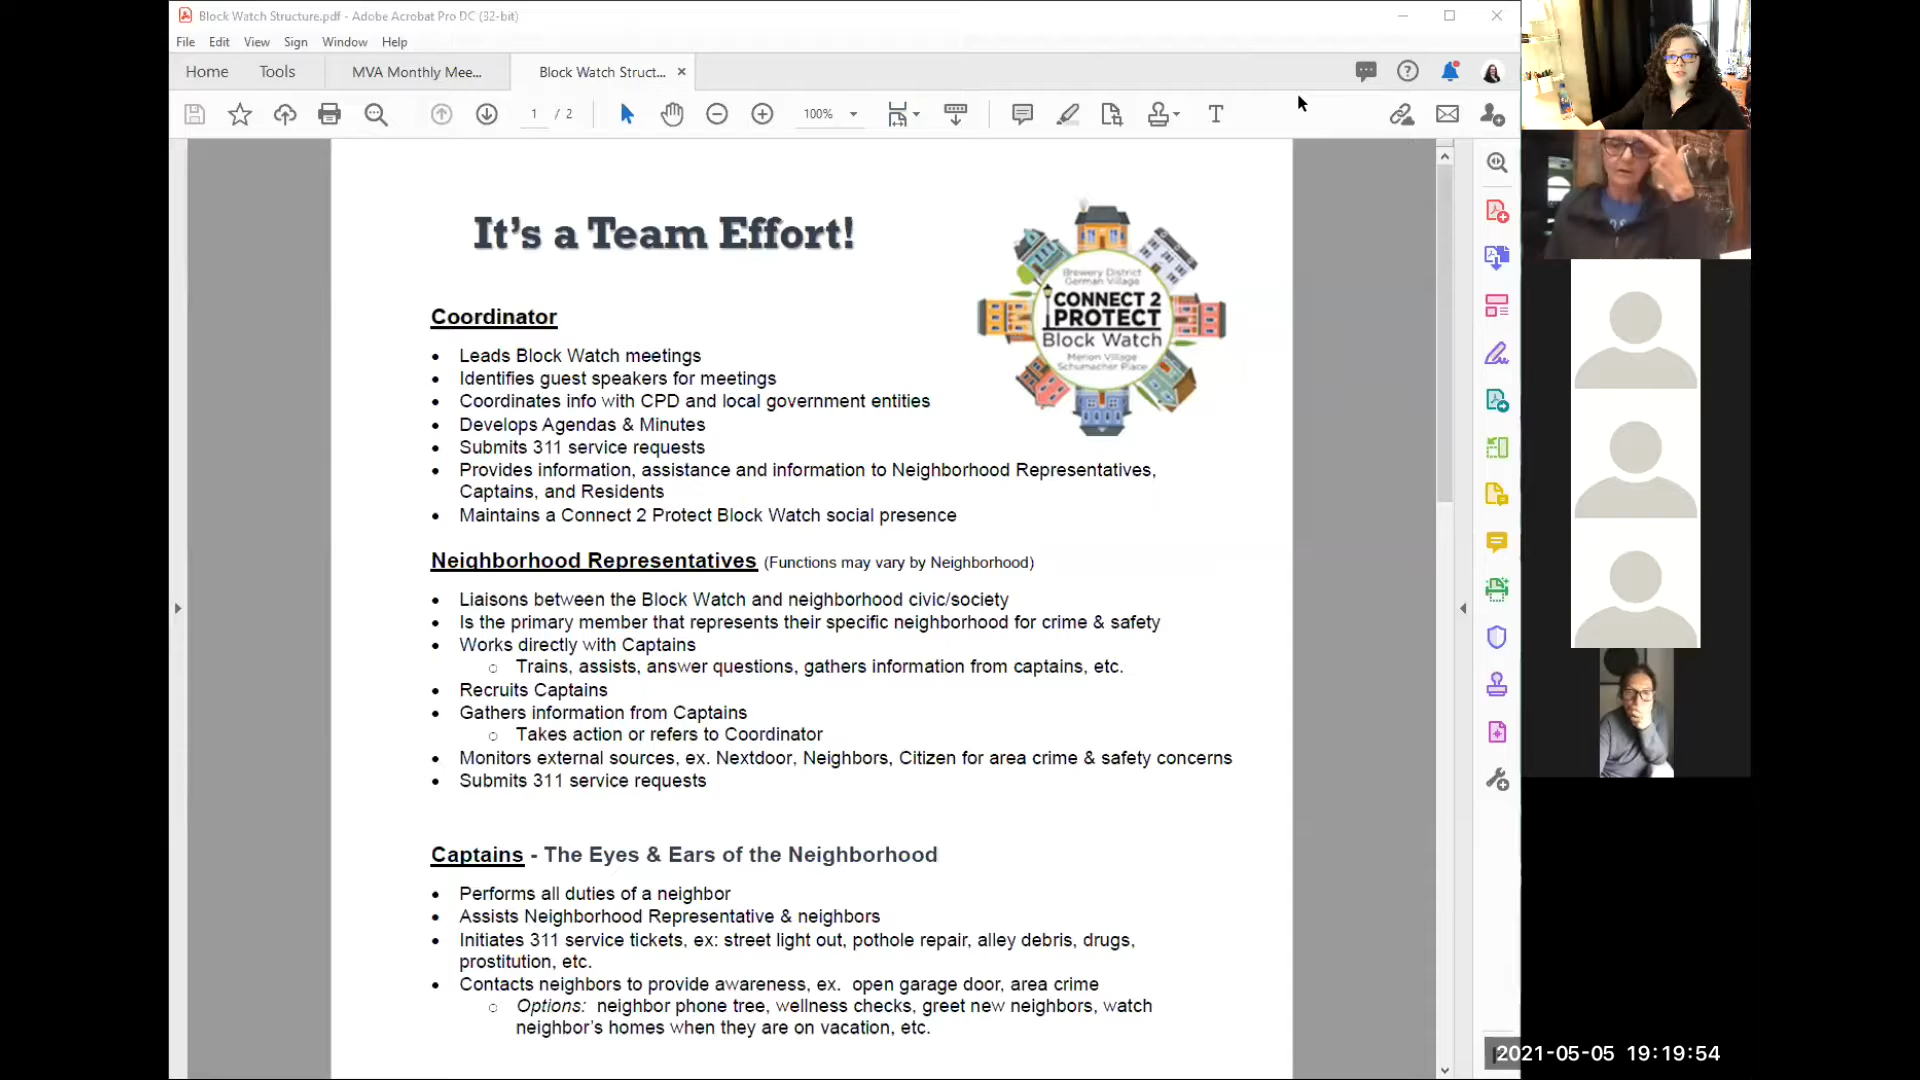 Block Watch Structure.pdf - Adobe Acrobat Pro DC (32-bit)
File Edit View Sign Window Help
Home Tools MVA Monthly Mee... Block Watch Struct... ×
1 / 2 100%
It's a Team Effort!
Brewery District
German Village
CONNECT 2
PROTECT
Block Watch
Merion Village
Schumacher Place
Coordinator
• Leads Block Watch meetings
• Identifies guest speakers for meetings
• Coordinates info with CPD and local government entities
• Develops Agendas & Minutes
• Submits 311 service requests
• Provides information, assistance and information to Neighborhood Representatives,
Captains, and Residents
• Maintains a Connect 2 Protect Block Watch social presence
Neighborhood Representatives (Functions may vary by Neighborhood)
• Liaisons between the Block Watch and neighborhood civic/society
• Is the primary member that represents their specific neighborhood for crime & safety
• Works directly with Captains
○ Trains, assists, answer questions, gathers information from captains, etc.
• Recruits Captains
• Gathers information from Captains
○ Takes action or refers to Coordinator
• Monitors external sources, ex. Nextdoor, Neighbors, Citizen for area crime & safety concerns
• Submits 311 service requests
Captains - The Eyes & Ears of the Neighborhood
• Performs all duties of a neighbor
• Assists Neighborhood Representative & neighbors
• Initiates 311 service tickets, ex: street light out, pothole repair, alley debris, drugs,
prostitution, etc.
• Contacts neighbors to provide awareness, ex. open garage door, area crime
○ Options: neighbor phone tree, wellness checks, greet new neighbors, watch
neighbor's homes when they are on vacation, etc.
2021-05-05 19:19:54